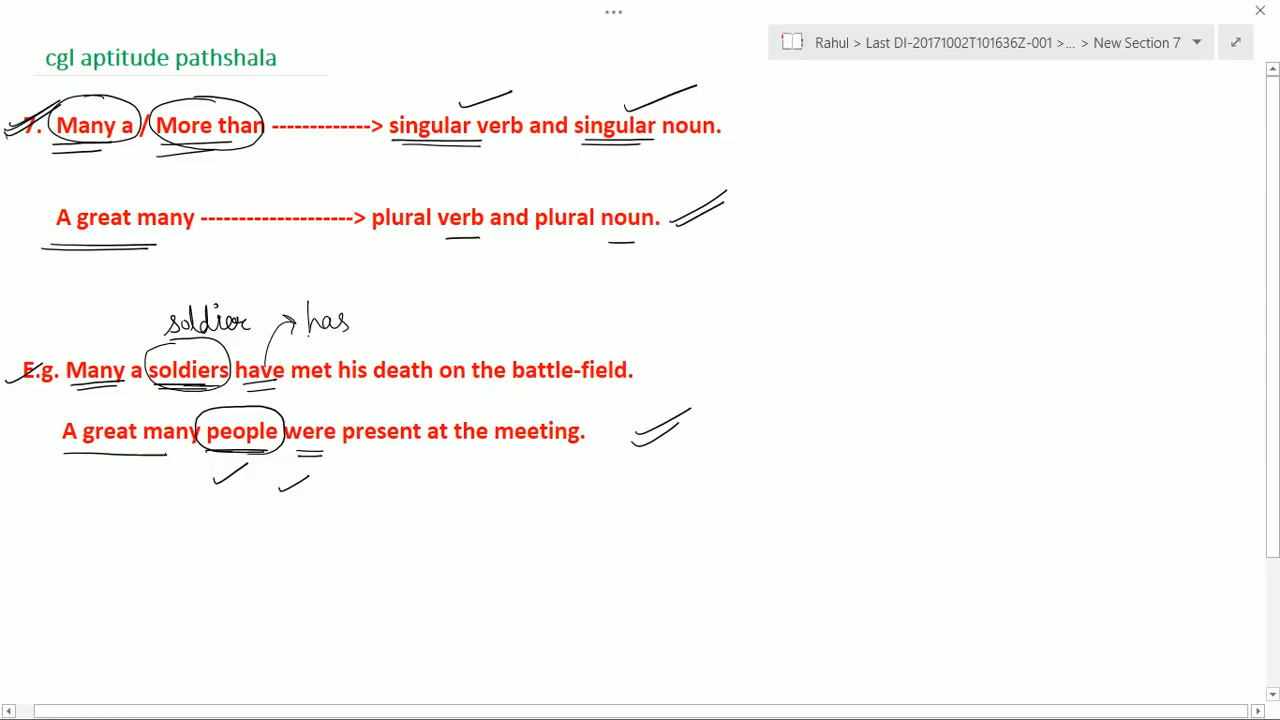 Rahul > Last DI-20171002T101636Z-001 >... > New Section 7
cgl aptitude pathshala
7. Many a / More than -------------> singular verb and singular noun.
A great many --------------------> plural verb and plural noun.
soldier has
E.g. Many a soldiers have met his death on the battle-field.
A great many people were present at the meeting.